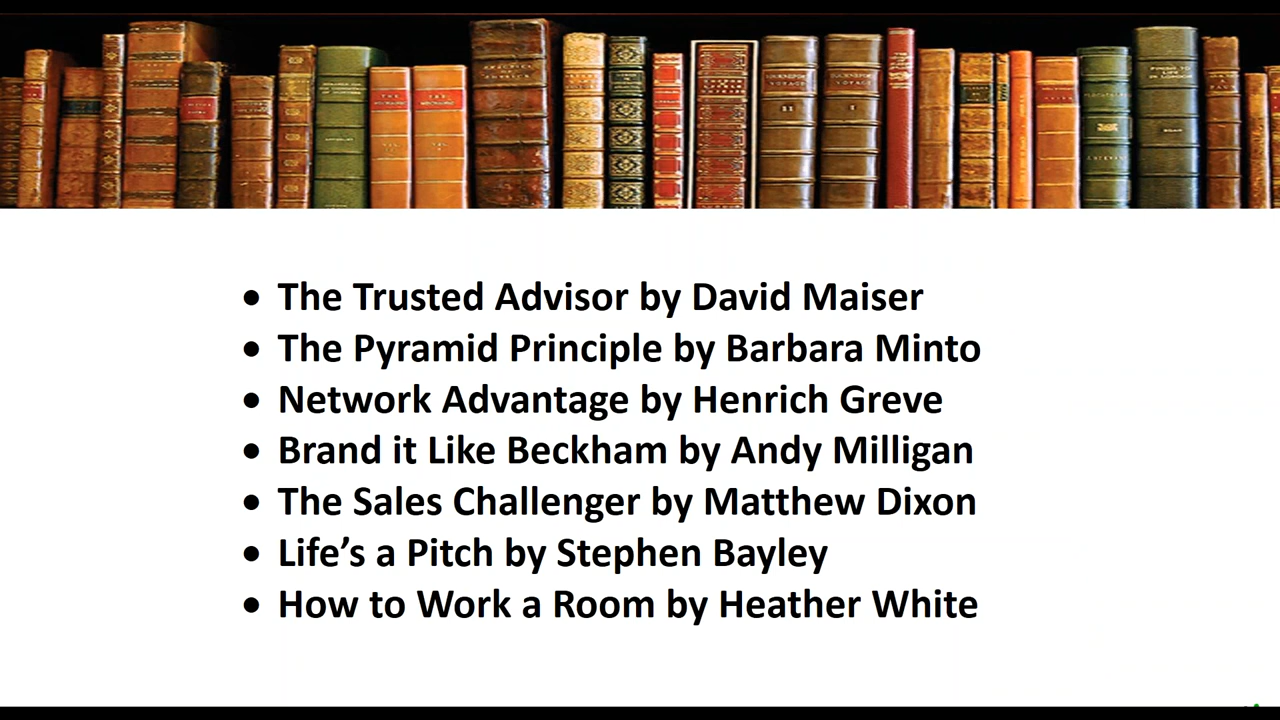 • The Trusted Advisor by David Maiser
• The Pyramid Principle by Barbara Minto
• Network Advantage by Henrich Greve
• Brand it Like Beckham by Andy Milligan
• The Sales Challenger by Matthew Dixon
• Life’s a Pitch by Stephen Bayley
• How to Work a Room by Heather White